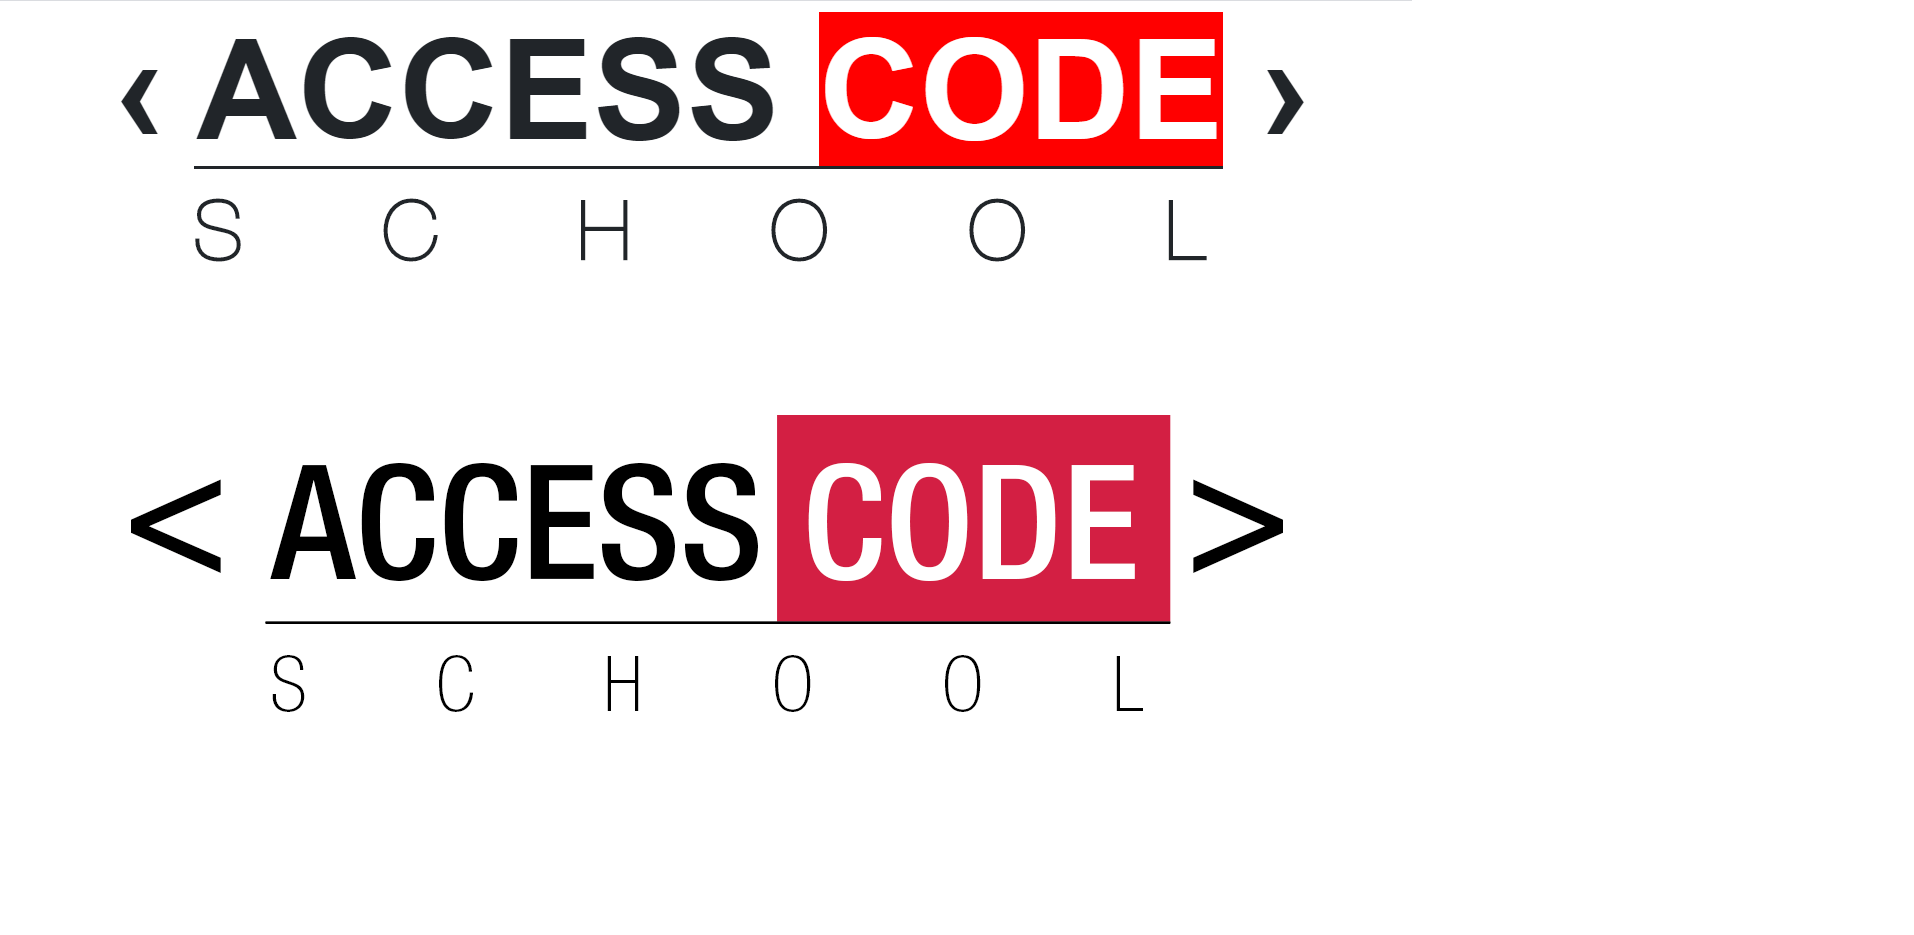 ‹ ACCESS CODE ›
S C H O O L
< ACCESS CODE >
S C H O O L